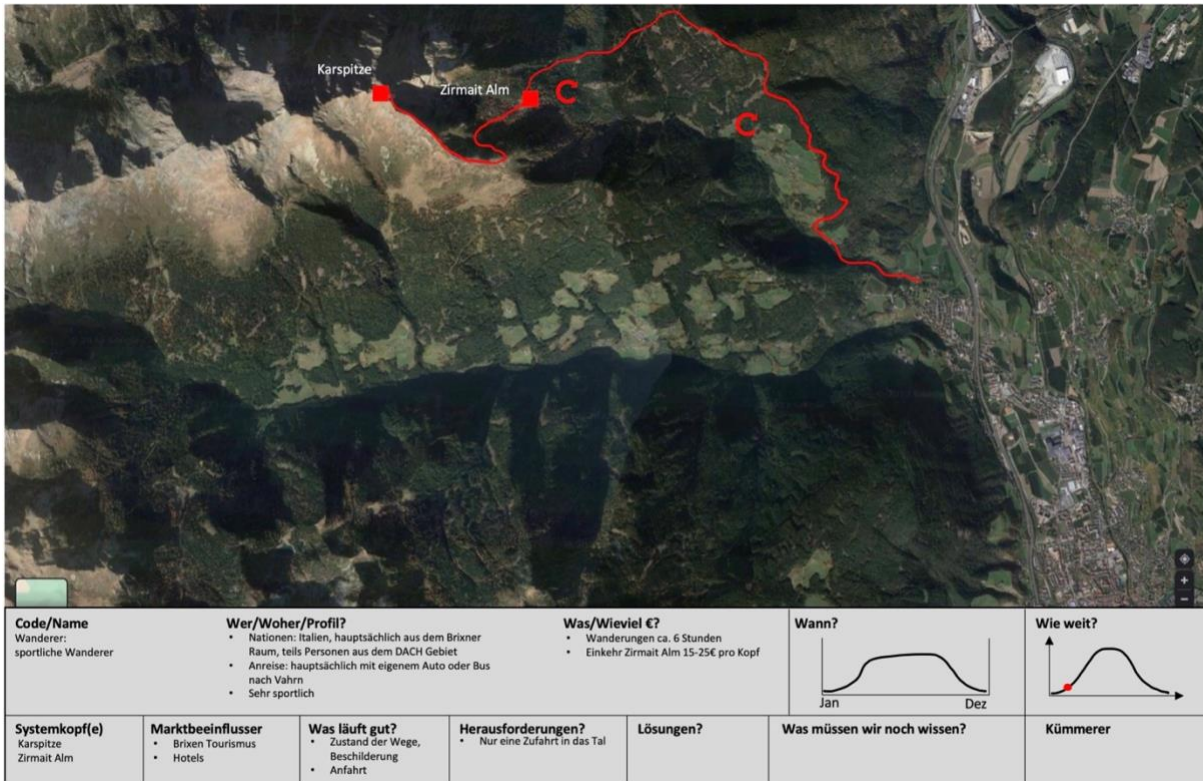 Karspitze
Zirmait Alm
Code/Name
Wanderer:
sportliche Wanderer
Wer/Woher/Profil?
• Nationen: Italien, hauptsächlich aus dem Brixner
Raum, teils Personen aus dem DACH Gebiet
• Anreise: hauptsächlich mit eigenem Auto oder Bus
nach Vahrn
• Sehr sportlich
Was/Wieviel €?
• Wanderungen ca. 6 Stunden
• Einkehr Zirmait Alm 15-25€ pro Kopf
Wann?
Jan
Dez
Wie weit?
Systemkopf(e)
Karspitze
Zirmait Alm
Marktbeeinflusser
• Brixen Tourismus
• Hotels
Was läuft gut?
• Zustand der Wege,
Beschilderung
• Anfahrt
Herausforderungen?
• Nur eine Zufahrt in das Tal
Lösungen?
Was müssen wir noch wissen?
Kümmerer